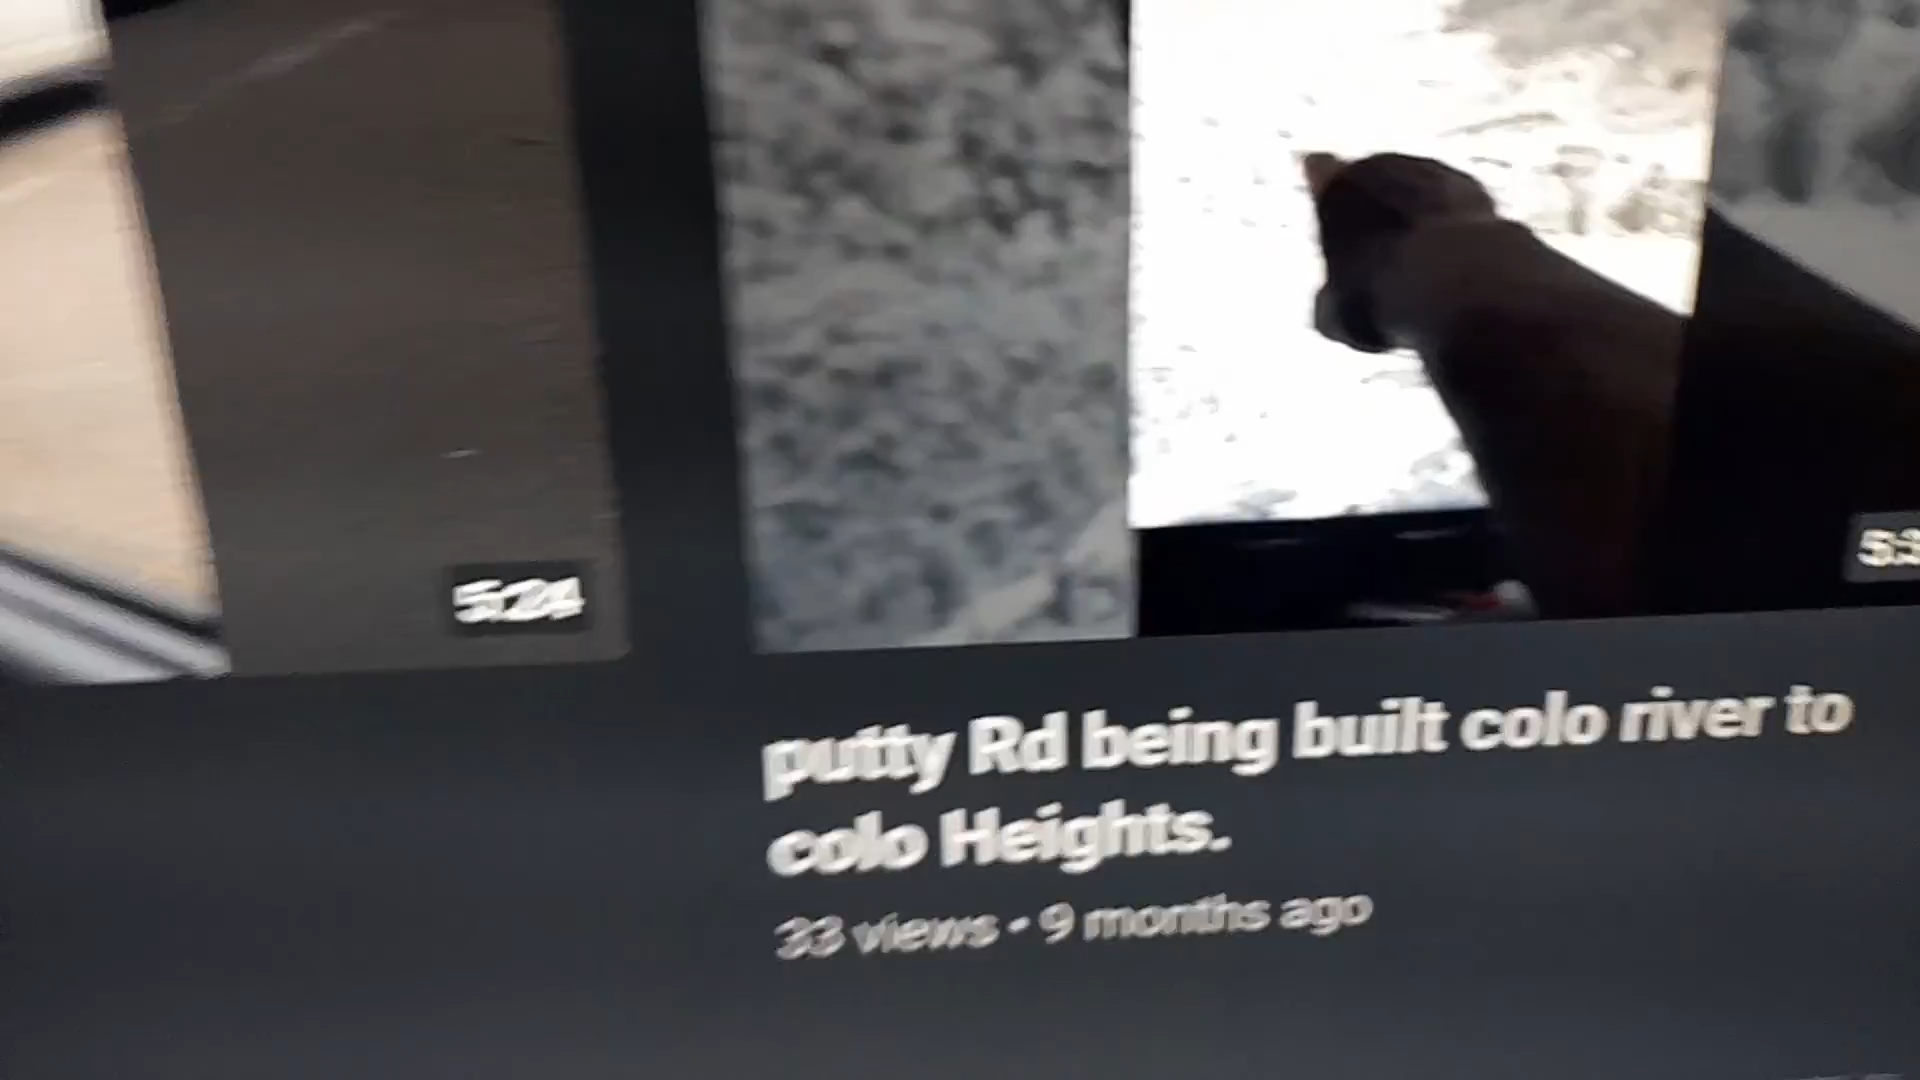 5:24
putty Rd being built colo river to
colo Heights.
33 views • 9 months ago